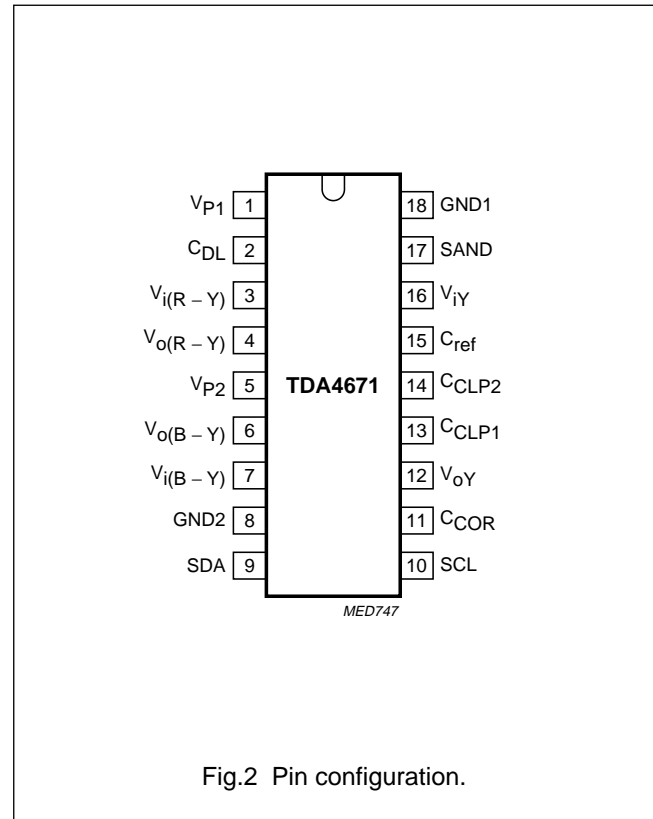 VP1 1
CDL 2
Vi(R − Y) 3
Vo(R − Y) 4
VP2 5
Vo(B − Y) 6
Vi(B − Y) 7
GND2 8
SDA 9
TDA4671
18 GND1
17 SAND
16 ViY
15 Cref
14 CCLP2
13 CCLP1
12 VoY
11 CCOR
10 SCL
MED747
Fig.2 Pin configuration.